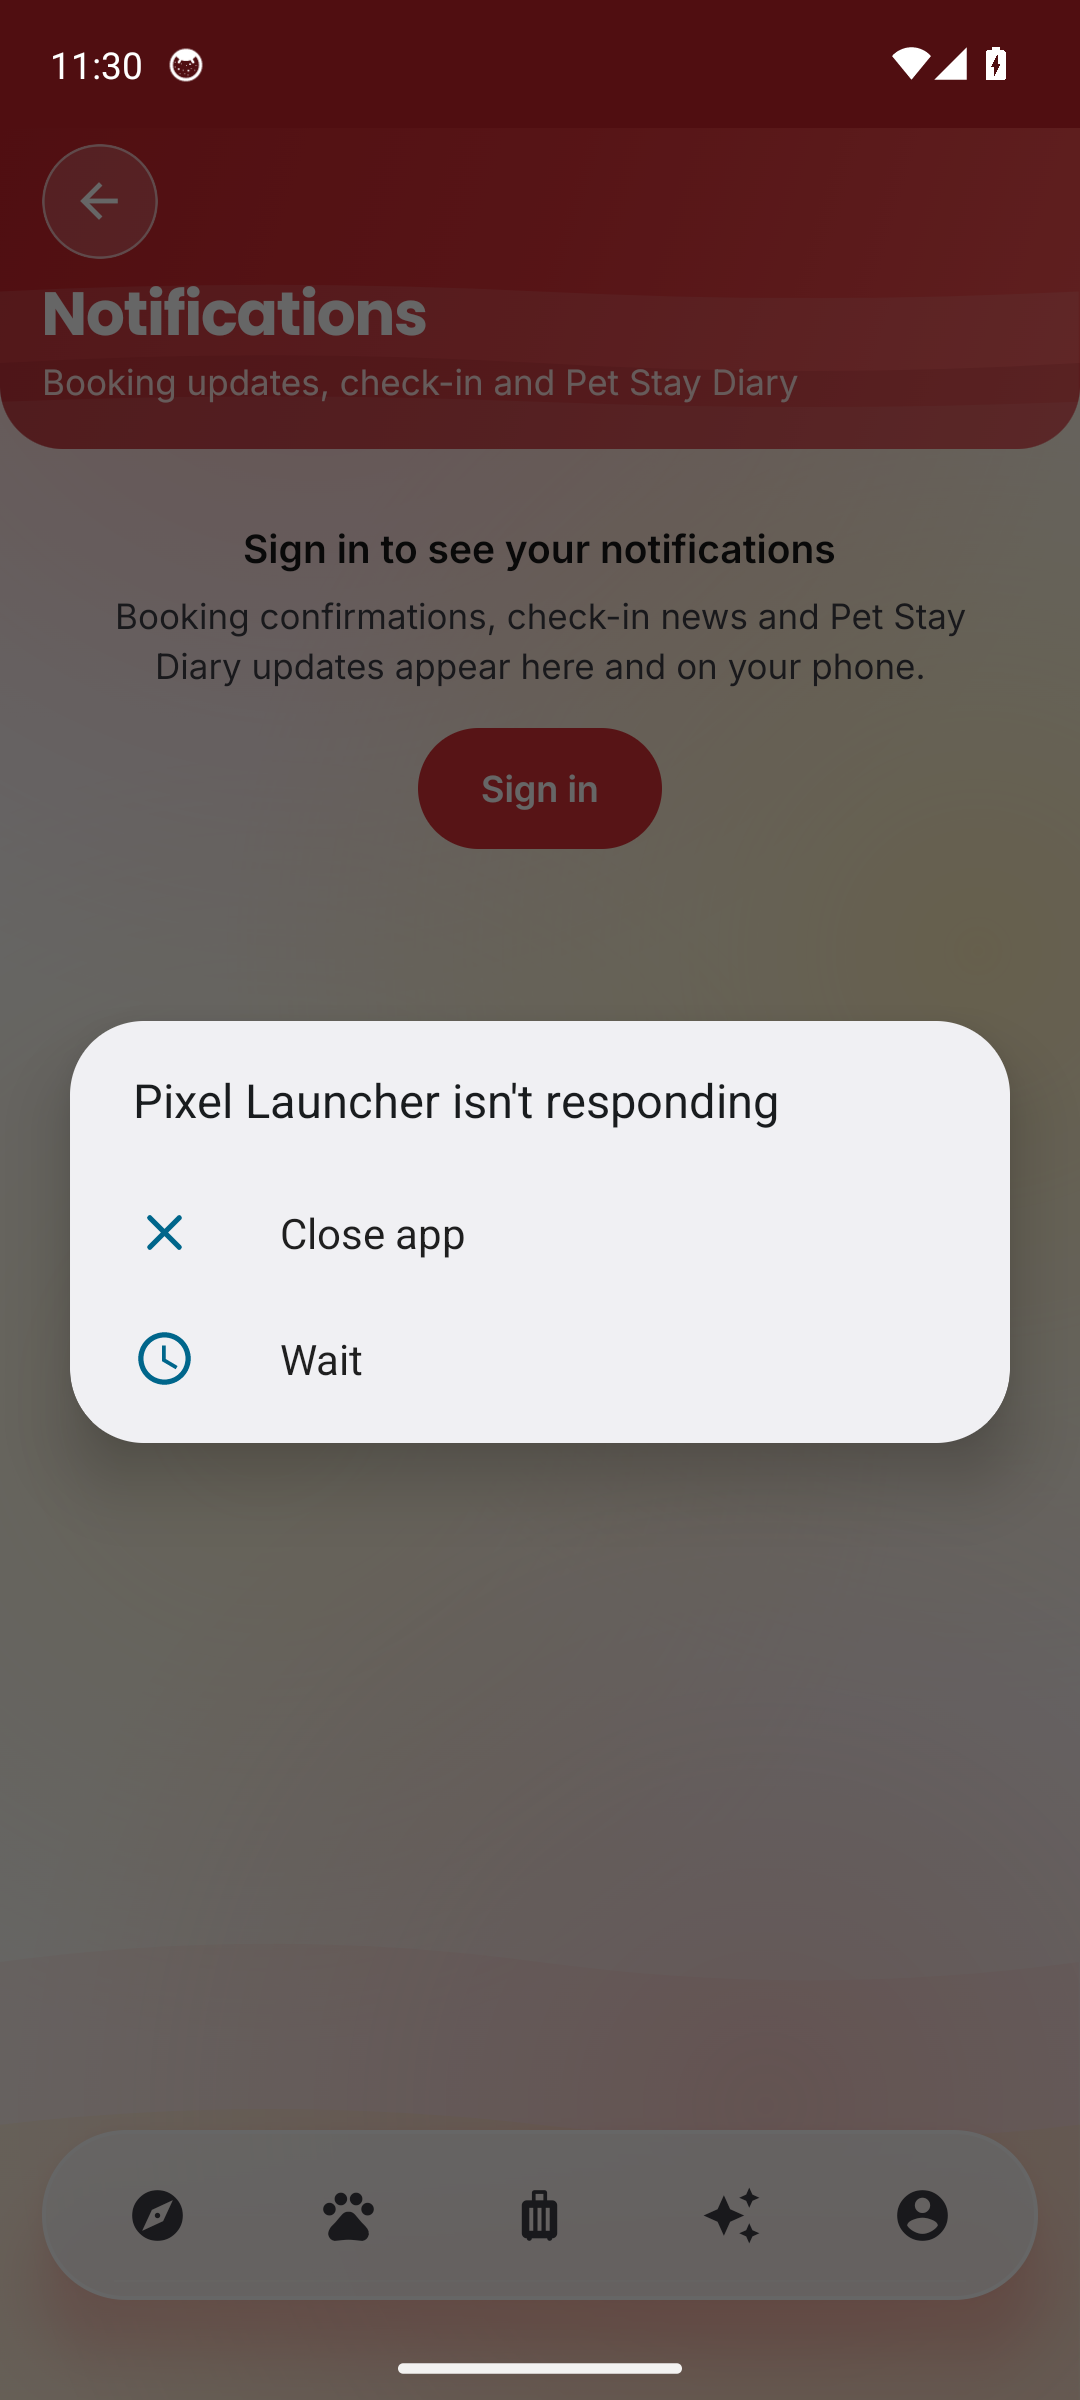 11:30
Notifications
Booking updates, check-in and Pet Stay Diary
Sign in to see your notifications
Booking confirmations, check-in news and Pet Stay
Diary updates appear here and on your phone.
Sign in
Pixel Launcher isn't responding
Close app
Wait